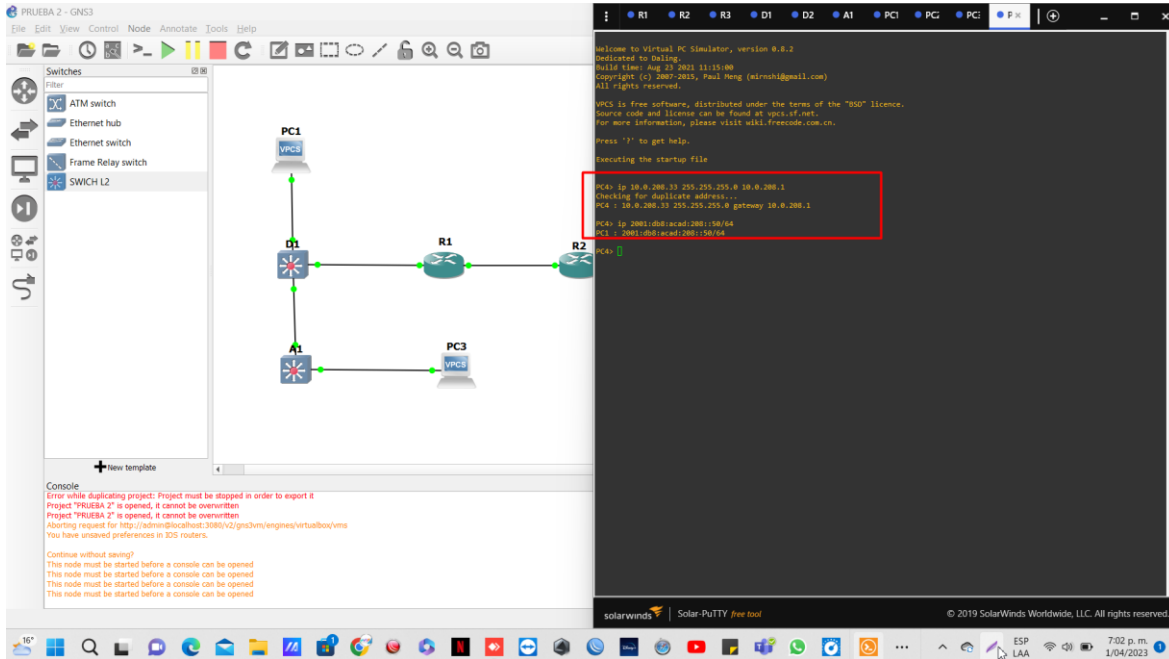 PRUEBA 2 - GNS3
File Edit View Control Node Annotate Tools Help
Switches
Filter
ATM switch
Ethernet hub
Ethernet switch
Frame Relay switch
SWICH L2
New template
PC1
VPCS
D1
R1
R2
A1
PC3
VPCS
Console
Error while duplicating project: Project must be stopped in order to export it
Project "PRUEBA 2" is opened, it cannot be overwritten
Project "PRUEBA 2" is opened, it cannot be overwritten
Aborting request for http://admin@localhost:3080/v2/gns3vm/engines/virtualbox/vms
You have unsaved preferences in IOS routers.
Continue without saving?
This node must be started before a console can be opened
This node must be started before a console can be opened
This node must be started before a console can be opened
This node must be started before a console can be opened
R1 R2 R3 D1 D2 A1 PC1 PC PC P
Welcome to Virtual PC Simulator, version 0.8.2
Dedicated to Daling.
Build time: Aug 23 2021 11:15:00
Copyright (c) 2007-2015, Paul Meng (mirnshi@gmail.com)
All rights reserved.
VPCS is free software, distributed under the terms of the "BSD" licence.
Source code and license can be found at vpcs.sf.net.
For more information, please visit wiki.freecode.com.cn.
Press '?' to get help.
Executing the startup file
PC4> ip 10.0.208.33 255.255.255.0 10.0.208.1
Checking for duplicate address...
PC4 : 10.0.208.33 255.255.255.0 gateway 10.0.208.1
PC4> ip 2001:db8:acad:208::50/64
PC1 : 2001:db8:acad:208::50/64
PC4>
solarwinds Solar-PuTTY free tool © 2019 SolarWinds Worldwide, LLC. All rights reserved.
16°
ESP
LAA
7:02 p. m.
1/04/2023